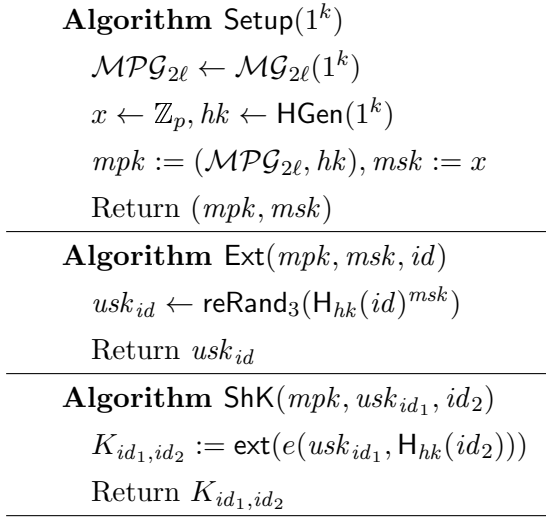 Algorithm Setup(1^k)
𝓜𝓟𝓖_{2ℓ} ← 𝓜𝓖_{2ℓ}(1^k)
x ← ℤ_p, hk ← HGen(1^k)
mpk := (𝓜𝓟𝓖_{2ℓ}, hk), msk := x
Return (mpk, msk)
Algorithm Ext(mpk, msk, id)
usk_{id} ← reRand_3(H_{hk}(id)^{msk})
Return usk_{id}
Algorithm ShK(mpk, usk_{id_1}, id_2)
K_{id_1,id_2} := ext(e(usk_{id_1}, H_{hk}(id_2)))
Return K_{id_1,id_2}